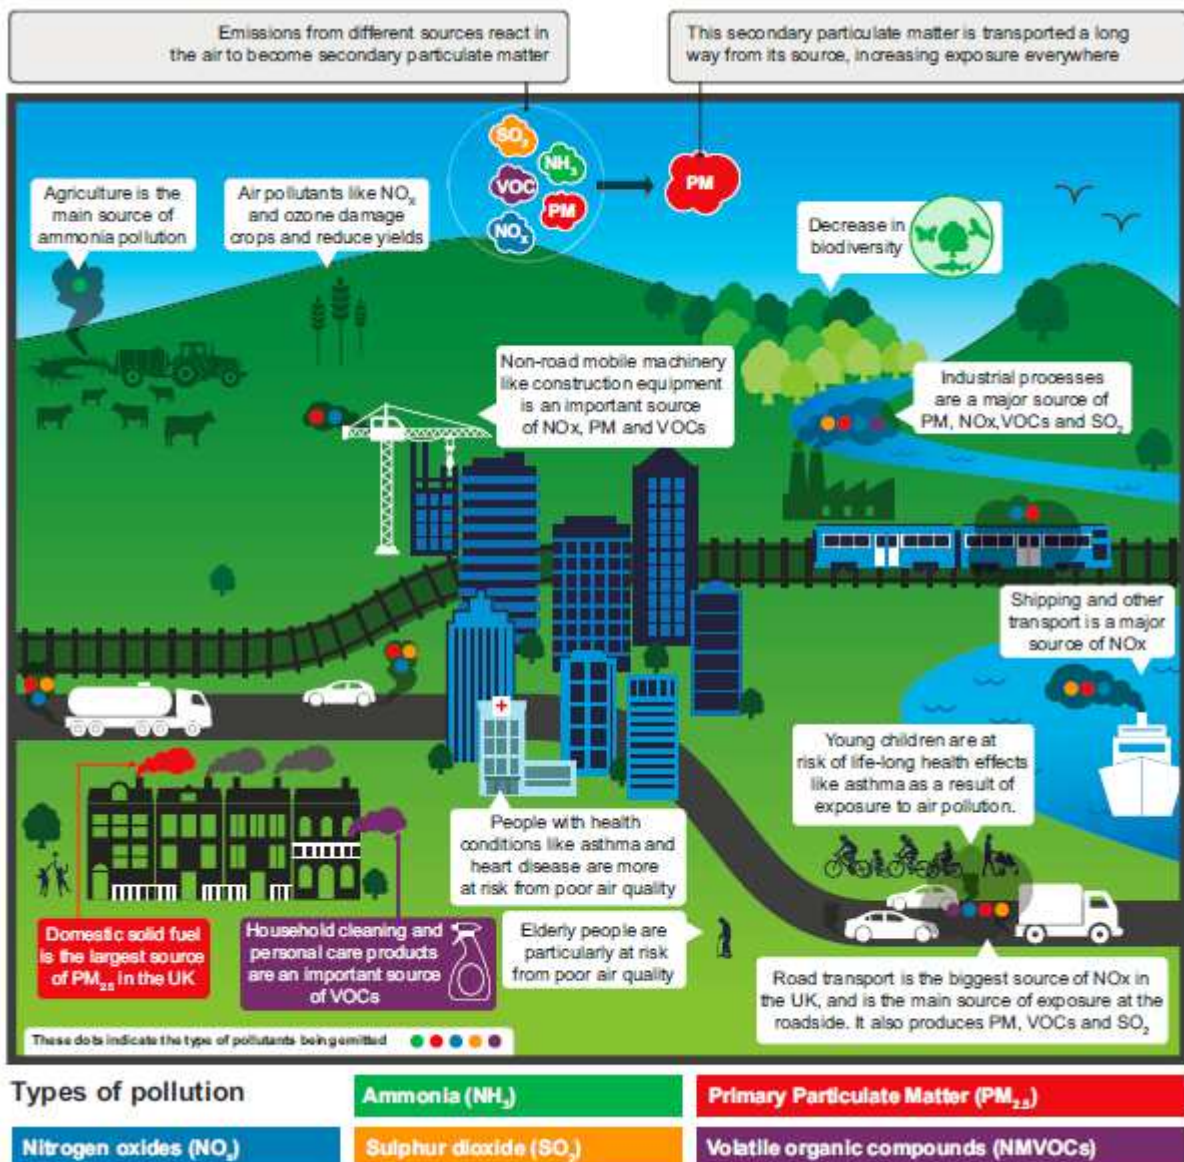 Emissions from different sources react in
the air to become secondary particulate matter
This secondary particulate matter is transported a long
way from its source, increasing exposure everywhere
SO₂
NH₃
VOC
PM
NOₓ
PM
Agriculture is the
main source of
ammonia pollution
Air pollutants like NOₓ
and ozone damage
crops and reduce yields
Decrease in
biodiversity
Non-road mobile machinery
like construction equipment
is an important source
of NOx, PM and VOCs
Industrial processes
are a major source of
PM, NOx,VOCs and SO₂
Shipping and other
transport is a major
source of NOx
Young children are at
risk of life-long health effects
like asthma as a result of
exposure to air pollution.
People with health
conditions like asthma and
heart disease are more
at risk from poor air quality
Domestic solid fuel
is the largest source
of PM₂.₅ in the UK
Household cleaning and
personal care products
are an important source
of VOCs
Elderly people are
particularly at risk
from poor air quality
Road transport is the biggest source of NOx in
the UK, and is the main source of exposure at the
roadside. It also produces PM, VOCs and SO₂
These dots indicate the type of pollutants being emitted
Types of pollution
Ammonia (NH₃)
Primary Particulate Matter (PM₂.₅)
Nitrogen oxides (NOₓ)
Sulphur dioxide (SO₂)
Volatile organic compounds (NMVOCs)